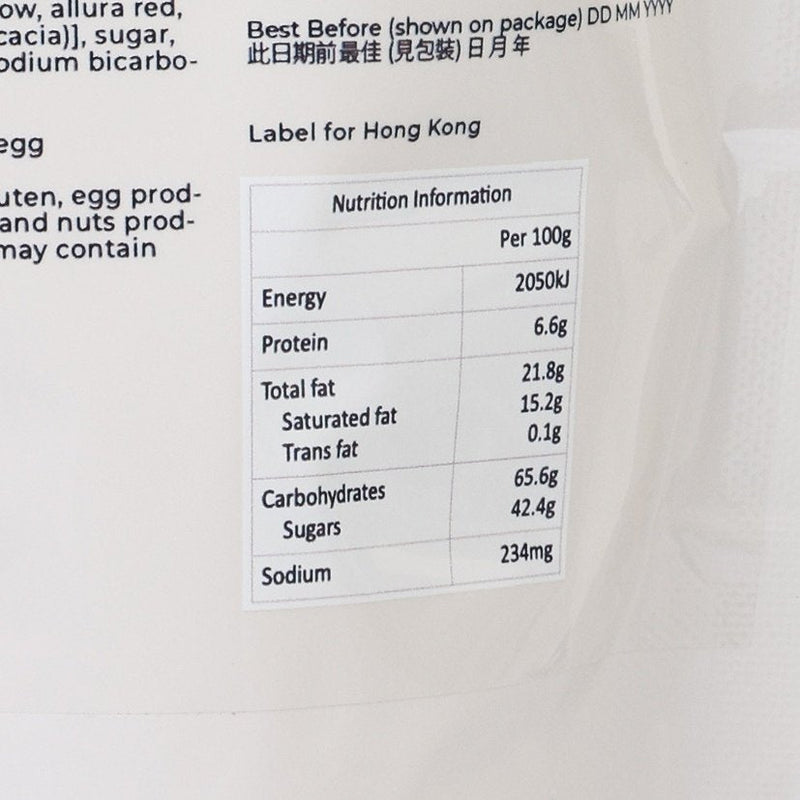 ow, allura red,
cacia)], sugar,
odium bicarbo-
egg
uten, egg prod-
and nuts prod-
may contain
Best Before (shown on package) DD MM YYYY
此日期前最佳 (見包裝) 日 月 年
Label for Hong Kong
Nutrition Information
Per 100g
Energy 2050kJ
Protein 6.6g
Total fat 21.8g
Saturated fat 15.2g
Trans fat 0.1g
Carbohydrates 65.6g
Sugars 42.4g
Sodium 234mg